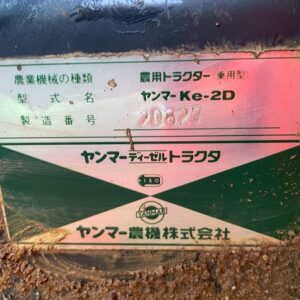 農業機械の種類 農用トラクター(乗用型)
型式名 ヤンマー Ke-2D
製造番号 20827
ヤンマーディーゼルトラクタ
ISO
YANMAR
ヤンマー農機株式会社